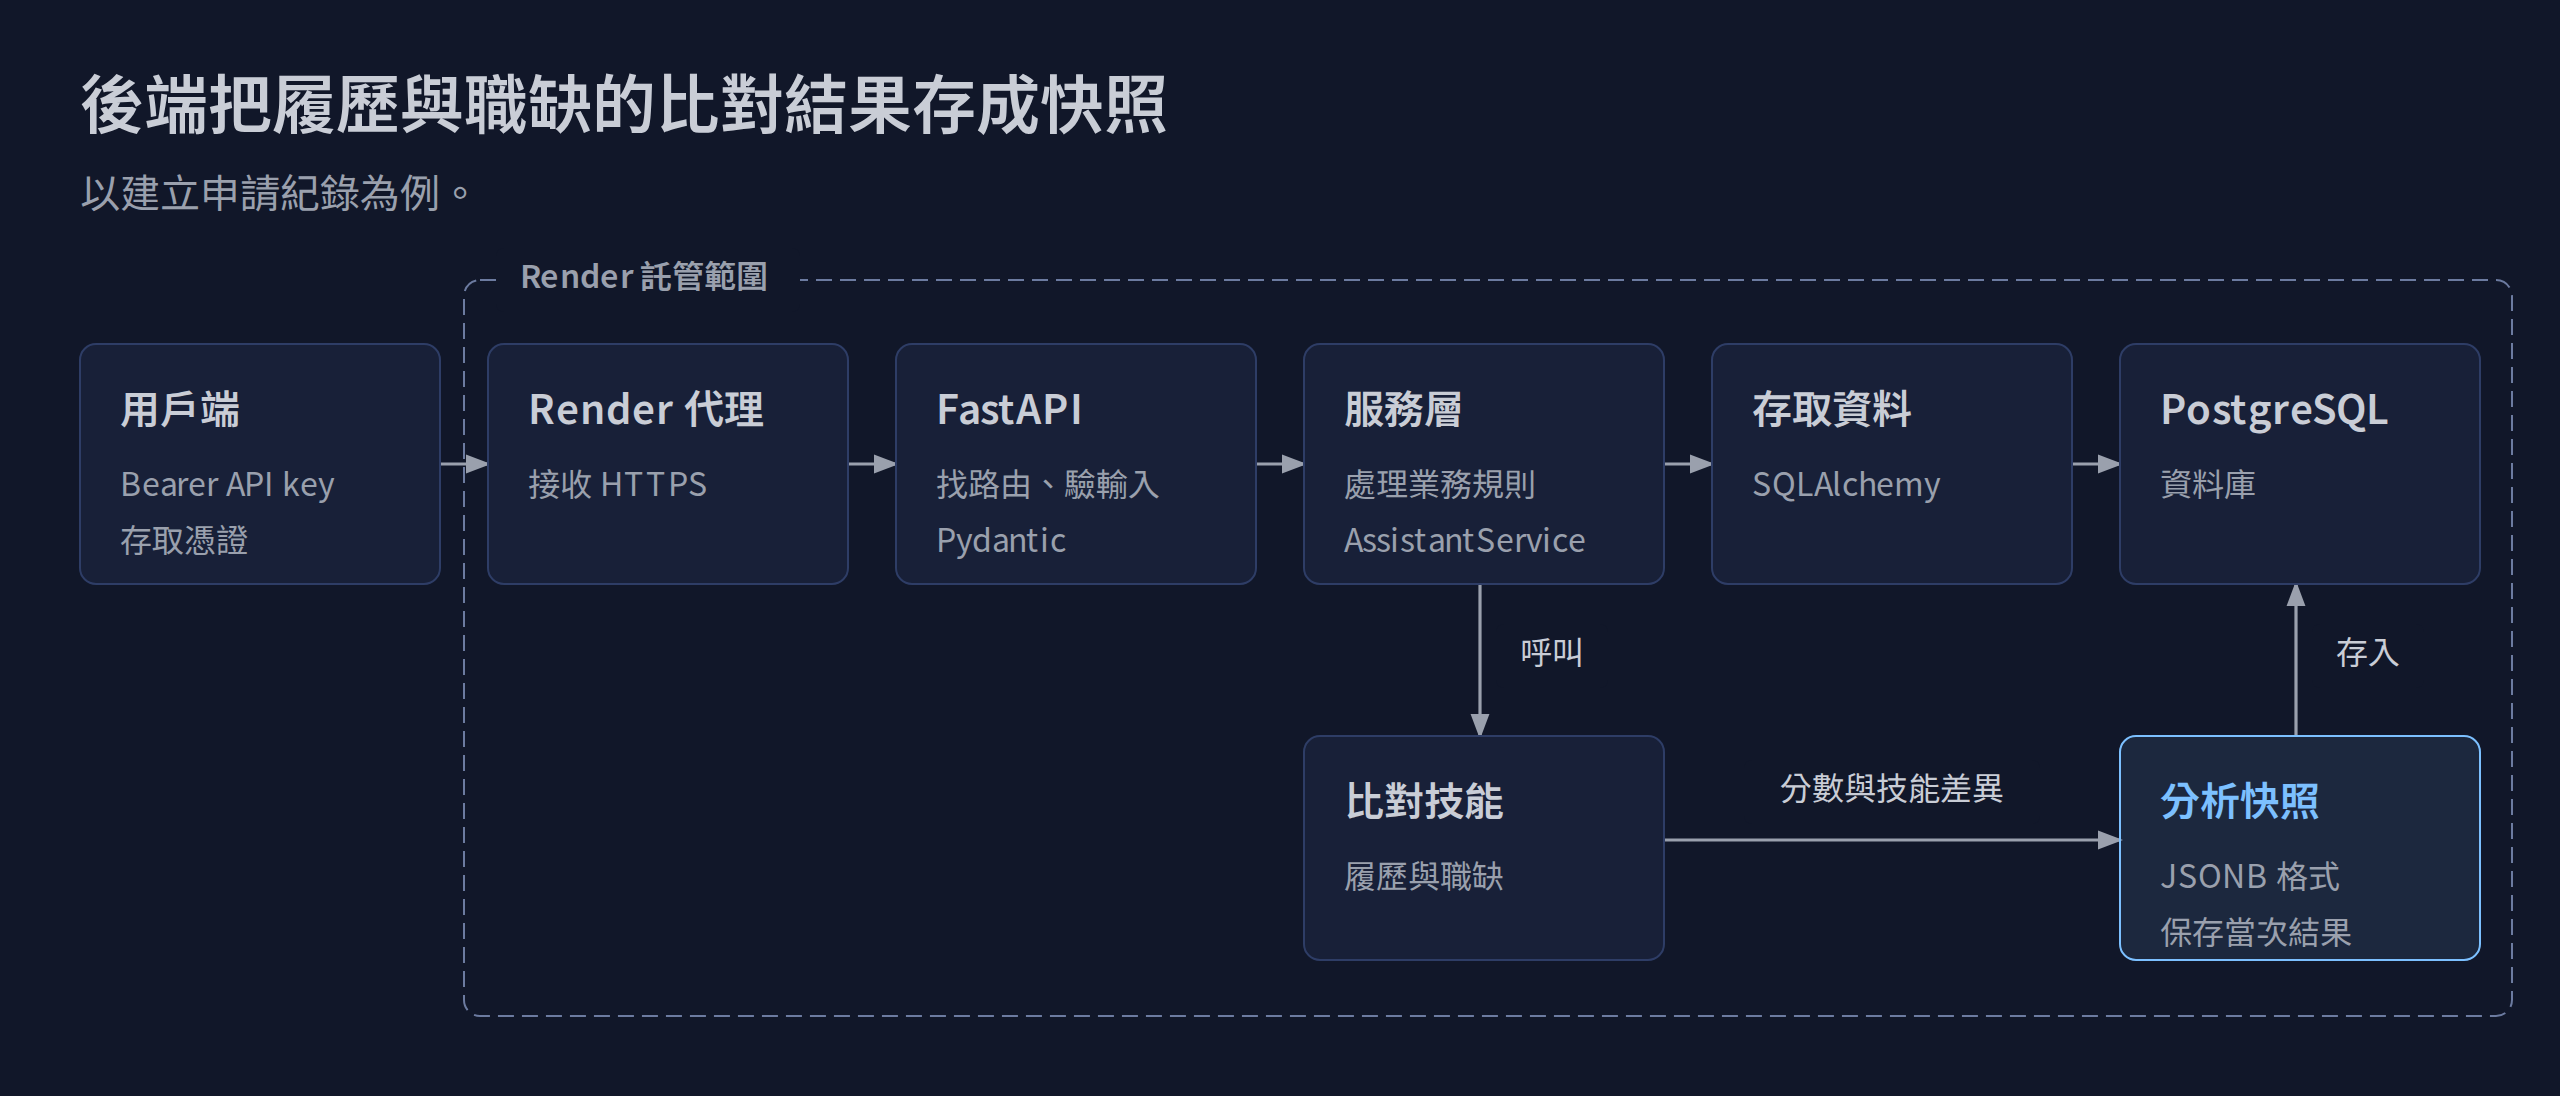 後端把履歷與職缺的比對結果存成快照
以建立申請紀錄為例。
Render 託管範圍
用戶端
Bearer API key
存取憑證
Render 代理
接收 HTTPS
FastAPI
找路由、驗輸入
Pydantic
服務層
處理業務規則
AssistantService
存取資料
SQLAlchemy
PostgreSQL
資料庫
呼叫
存入
比對技能
履歷與職缺
分數與技能差異
分析快照
JSONB 格式
保存當次結果